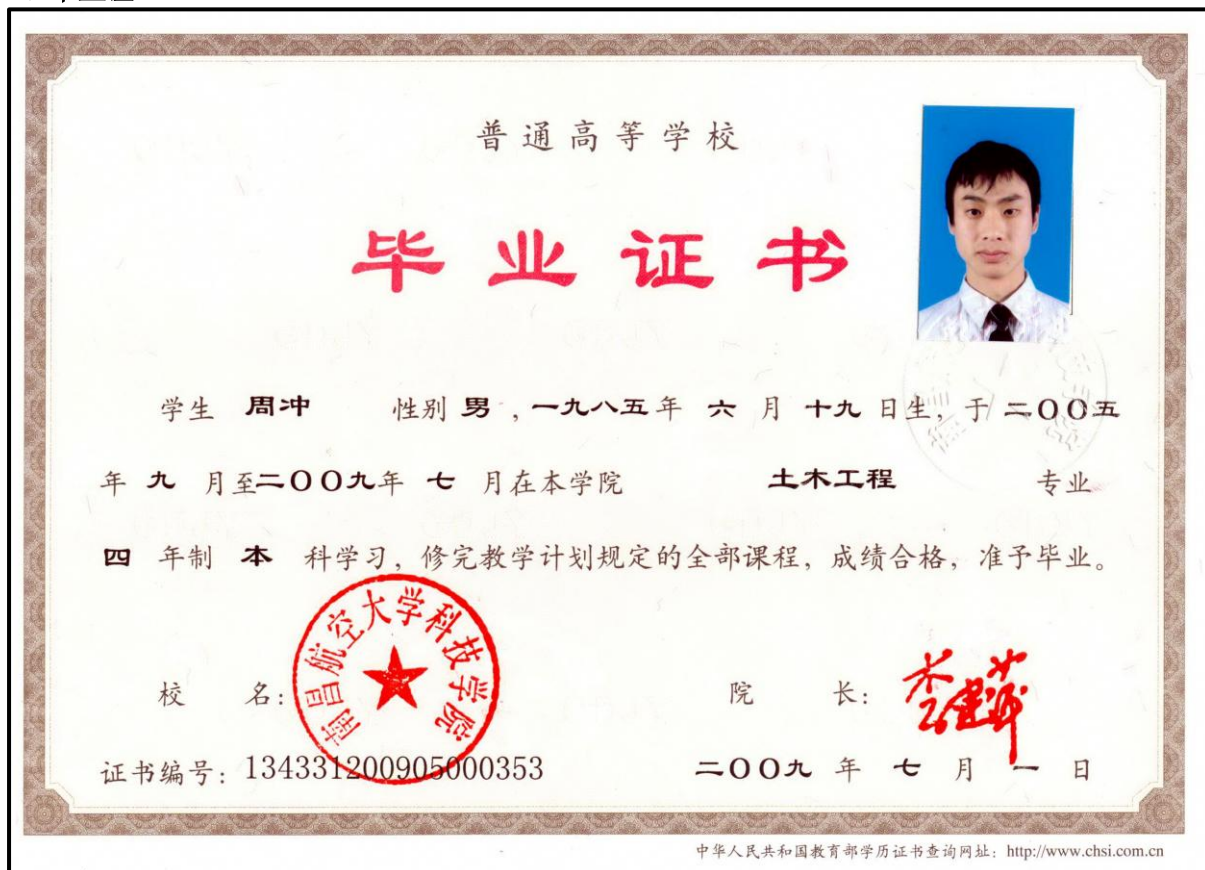 普通高等学校
毕业证书
学生 周冲 性别 男 ，一九八五年 六 月 十九 日生，于 二〇〇五
年 九 月至二〇〇九年 七 月在本学院 土木工程 专业
四 年制 本 科学习，修完教学计划规定的全部课程，成绩合格，准予毕业。
南昌航空大学科技学院
校 名： 院 长：
证书编号：134331200905000353 二〇〇九 年 七 月 一 日
中华人民共和国教育部学历证书查询网址：http://www.chsi.com.cn